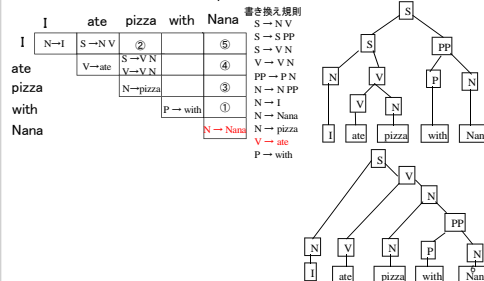 I ate pizza with Nana
I N→I S→N V ② ⑤
ate V→ate S→V N V→V N ④
pizza N→pizza ③
with P→with ①
Nana N→Nana
書き換え規則
S→N V
S→S PP
S→V N
V→V N
PP→P N
N→N PP
N→I
N→Nana
N→pizza
V→ate
P→with
S
S PP
N V P N
V N
I ate pizza with Nan
S
V
N
PP
N V N P N
I ate pizza with Nan